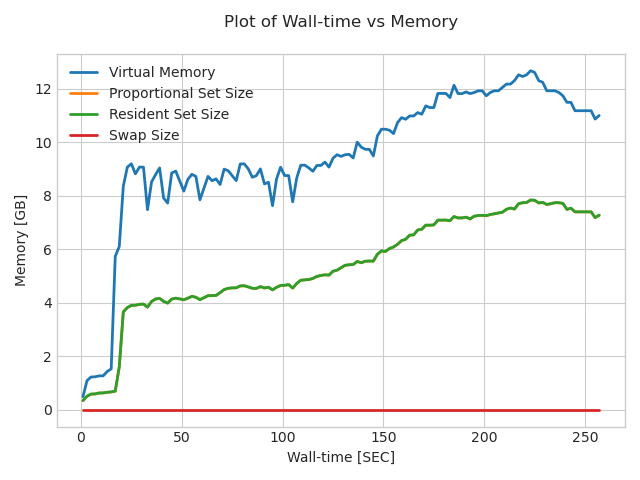 Plot of Wall-time vs Memory
Virtual Memory
Proportional Set Size
Resident Set Size
Swap Size
Memory [GB]
12
10
8
6
4
2
0
0 50 100 150 200 250
Wall-time [SEC]